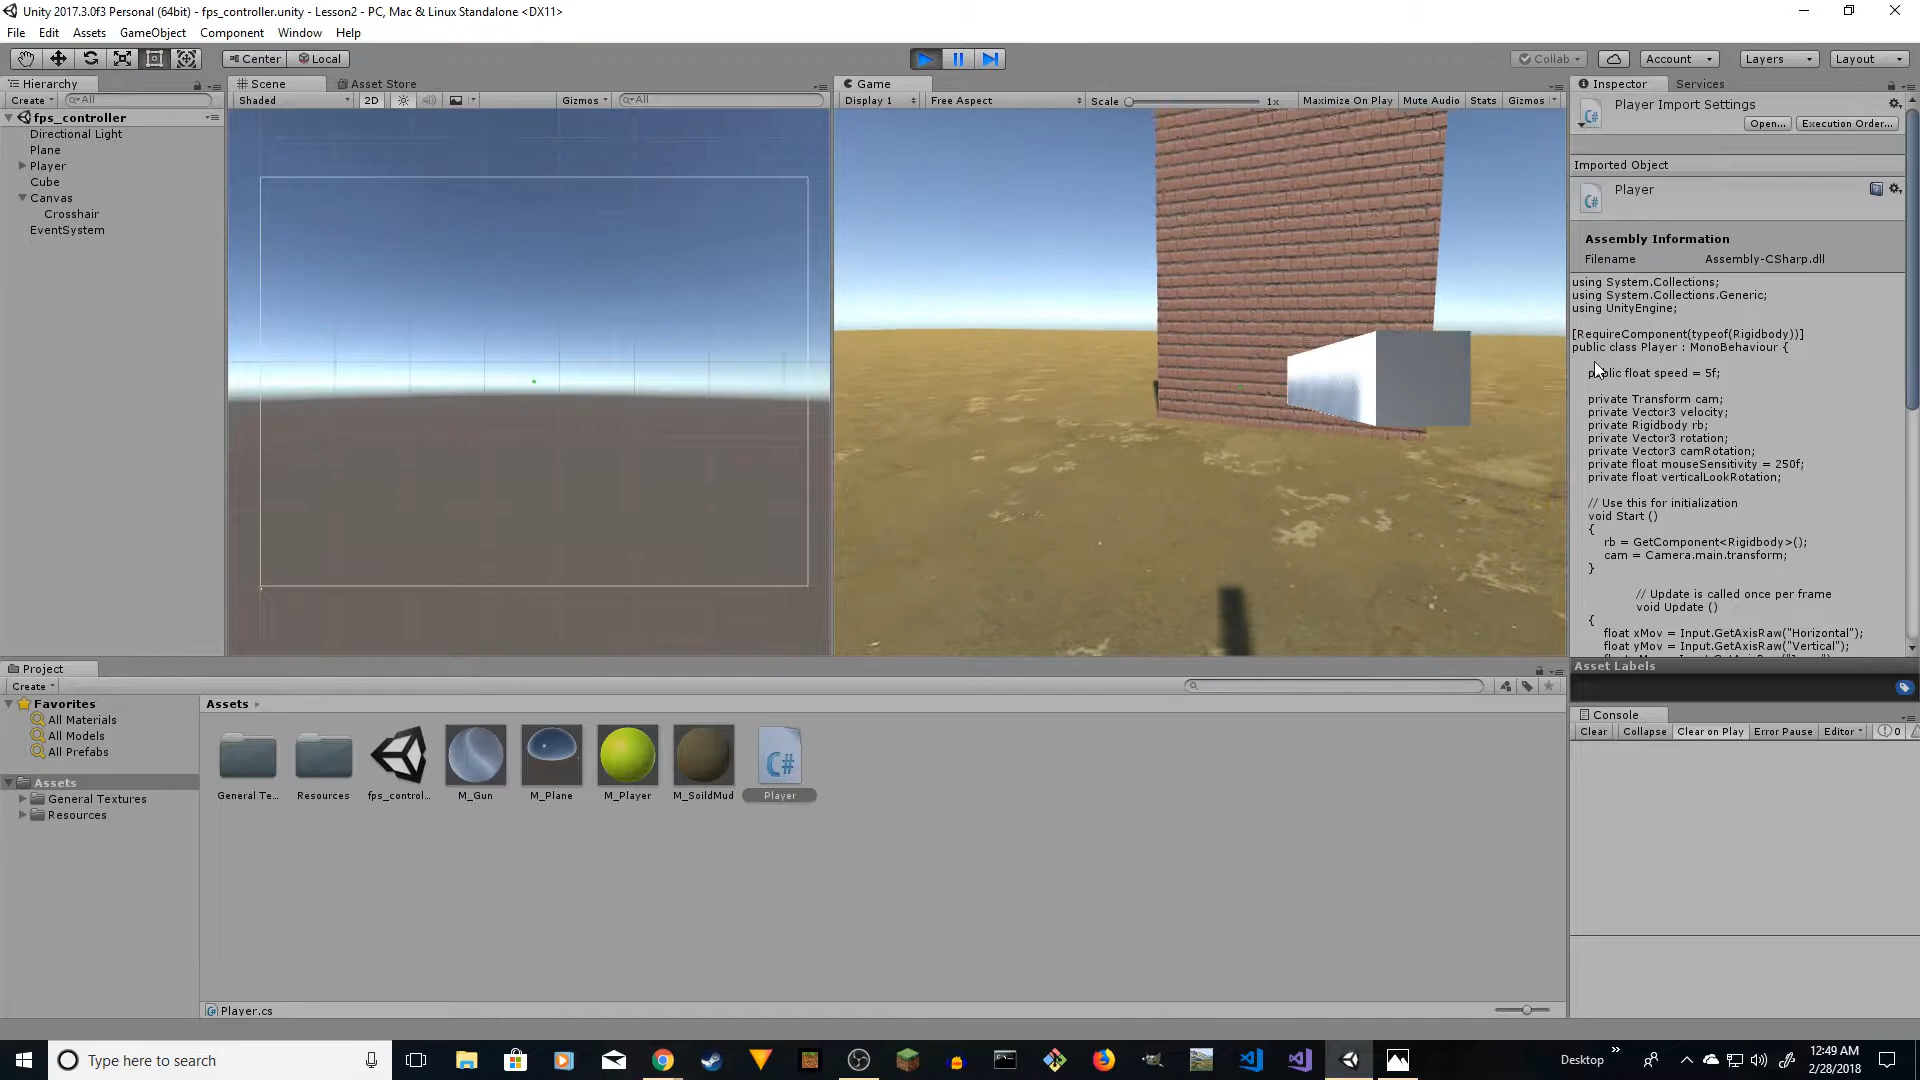 Unity 2017.3.0f3 Personal (64bit) - fps_controller.unity - Lesson2 - PC, Mac & Linux Standalone <DX11>
File Edit Assets GameObject Component Window Help
Center Local
Collab Account Layers Layout
Hierarchy
Create All
fps_controller
Directional Light
Plane
Player
Cube
Canvas
Crosshair
EventSystem
Scene Asset Store
Shaded 2D Gizmos All
Game
Display 1 Free Aspect Scale 1x Maximize On Play Mute Audio Stats Gizmos
Inspector Services
Player Import Settings
Open... Execution Order...
Imported Object
Player
Assembly Information
Filename Assembly-CSharp.dll
using System.Collections;
using System.Collections.Generic;
using UnityEngine;
[RequireComponent(typeof(Rigidbody))]
public class Player : MonoBehaviour {
public float speed = 5f;
private Transform cam;
private Vector3 velocity;
private Rigidbody rb;
private Vector3 rotation;
private Vector3 camRotation;
private float mouseSensitivity = 250f;
private float verticalLookRotation;
// Use this for initialization
void Start ()
{
rb = GetComponent<Rigidbody>();
cam = Camera.main.transform;
}
// Update is called once per frame
void Update ()
{
float xMov = Input.GetAxisRaw("Horizontal");
float yMov = Input.GetAxisRaw("Vertical");
Asset Labels
Console
Clear Collapse Clear on Play Error Pause Editor 0
Project
Create
Favorites
All Materials
All Models
All Prefabs
Assets
General Textures
Resources
Assets
General Te... Resources fps_control... M_Gun M_Plane M_Player M_SoildMud Player
Player.cs
Type here to search
Desktop
12:49 AM
2/28/2018